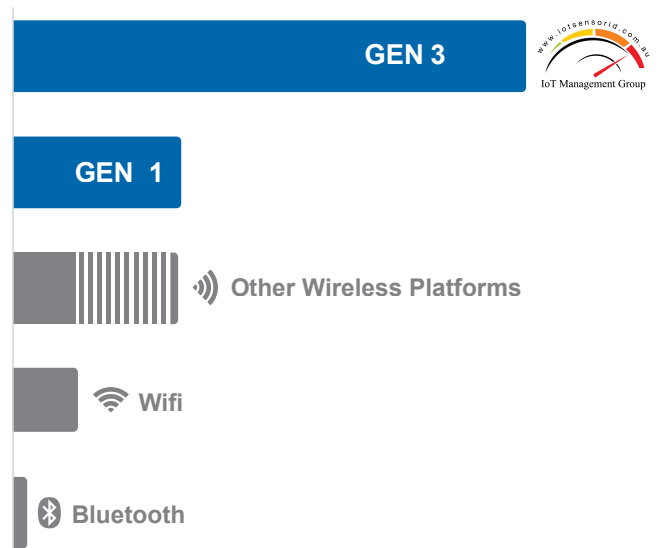 GEN 3
www.iotsensorid.com.au
IoT Management Group
GEN 1
Other Wireless Platforms
Wifi
Bluetooth